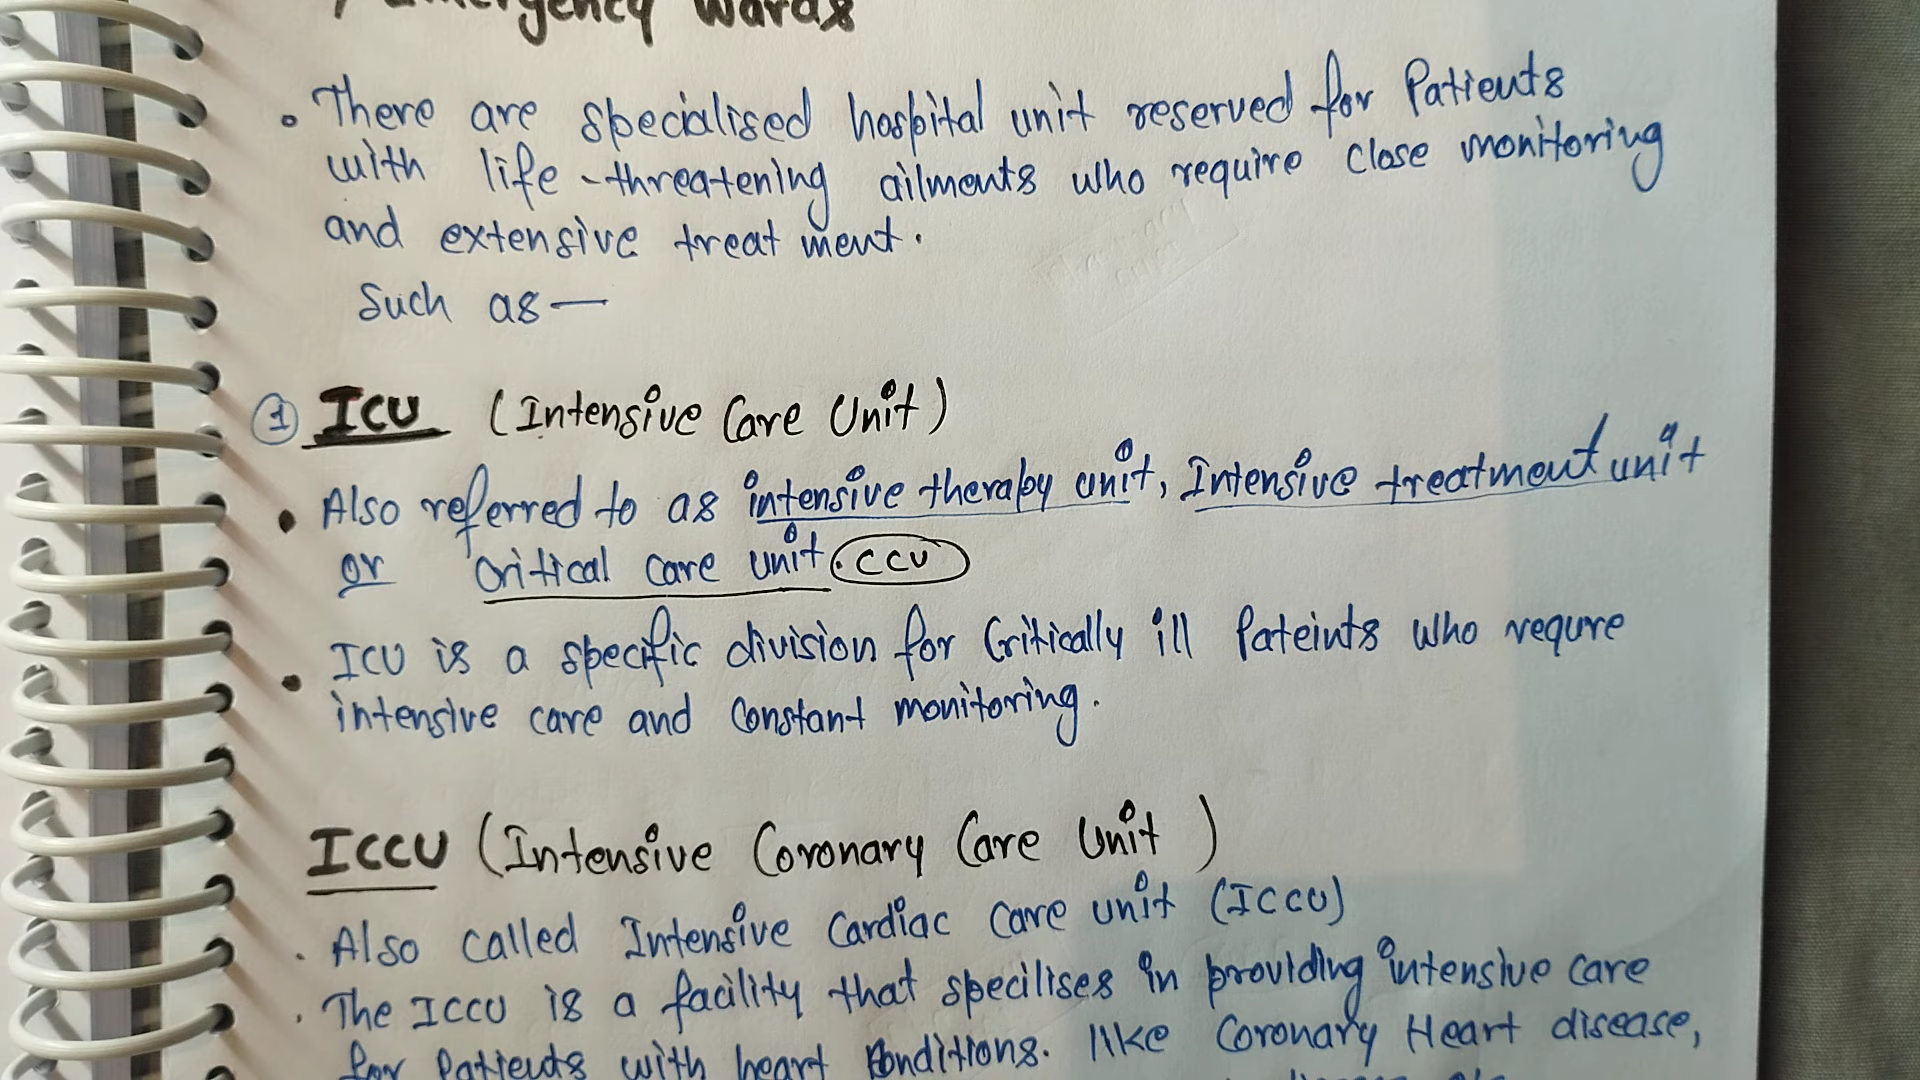 Emergency Wards
• There are specialised hospital unit reserved for Patients
with life-threatening ailments who require close monitoring
and extensive treatment.
Such as —
① ICU (Intensive Care Unit)
• Also referred to as intensive therapy unit, Intensive treatment unit
or Critical care unit. CCU
• ICU is a specific division for Critically ill Pateints who requre
intensive care and Constant monitoring.
ICCU (Intensive Coronary Care Unit)
• Also called Intensive Cardiac Care unit (ICCU)
• The ICCU is a facility that specilises in providing intensive care
for Patients with heart Conditions. like Coronary Heart disease,